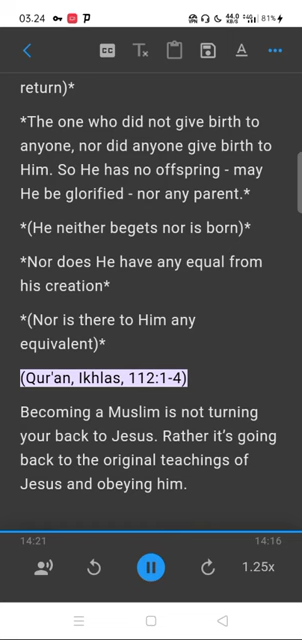 03.24
44.0
KB/S
81%
return)*
*The one who did not give birth to
anyone, nor did anyone give birth to
Him. So He has no offspring - may
He be glorified - nor any parent.*
*(He neither begets nor is born)*
*Nor does He have any equal from
his creation*
*(Nor is there to Him any
equivalent)*
(Qur'an, Ikhlas, 112:1-4)
Becoming a Muslim is not turning
your back to Jesus. Rather it’s going
back to the original teachings of
Jesus and obeying him.
14:21 14:16
1.25x